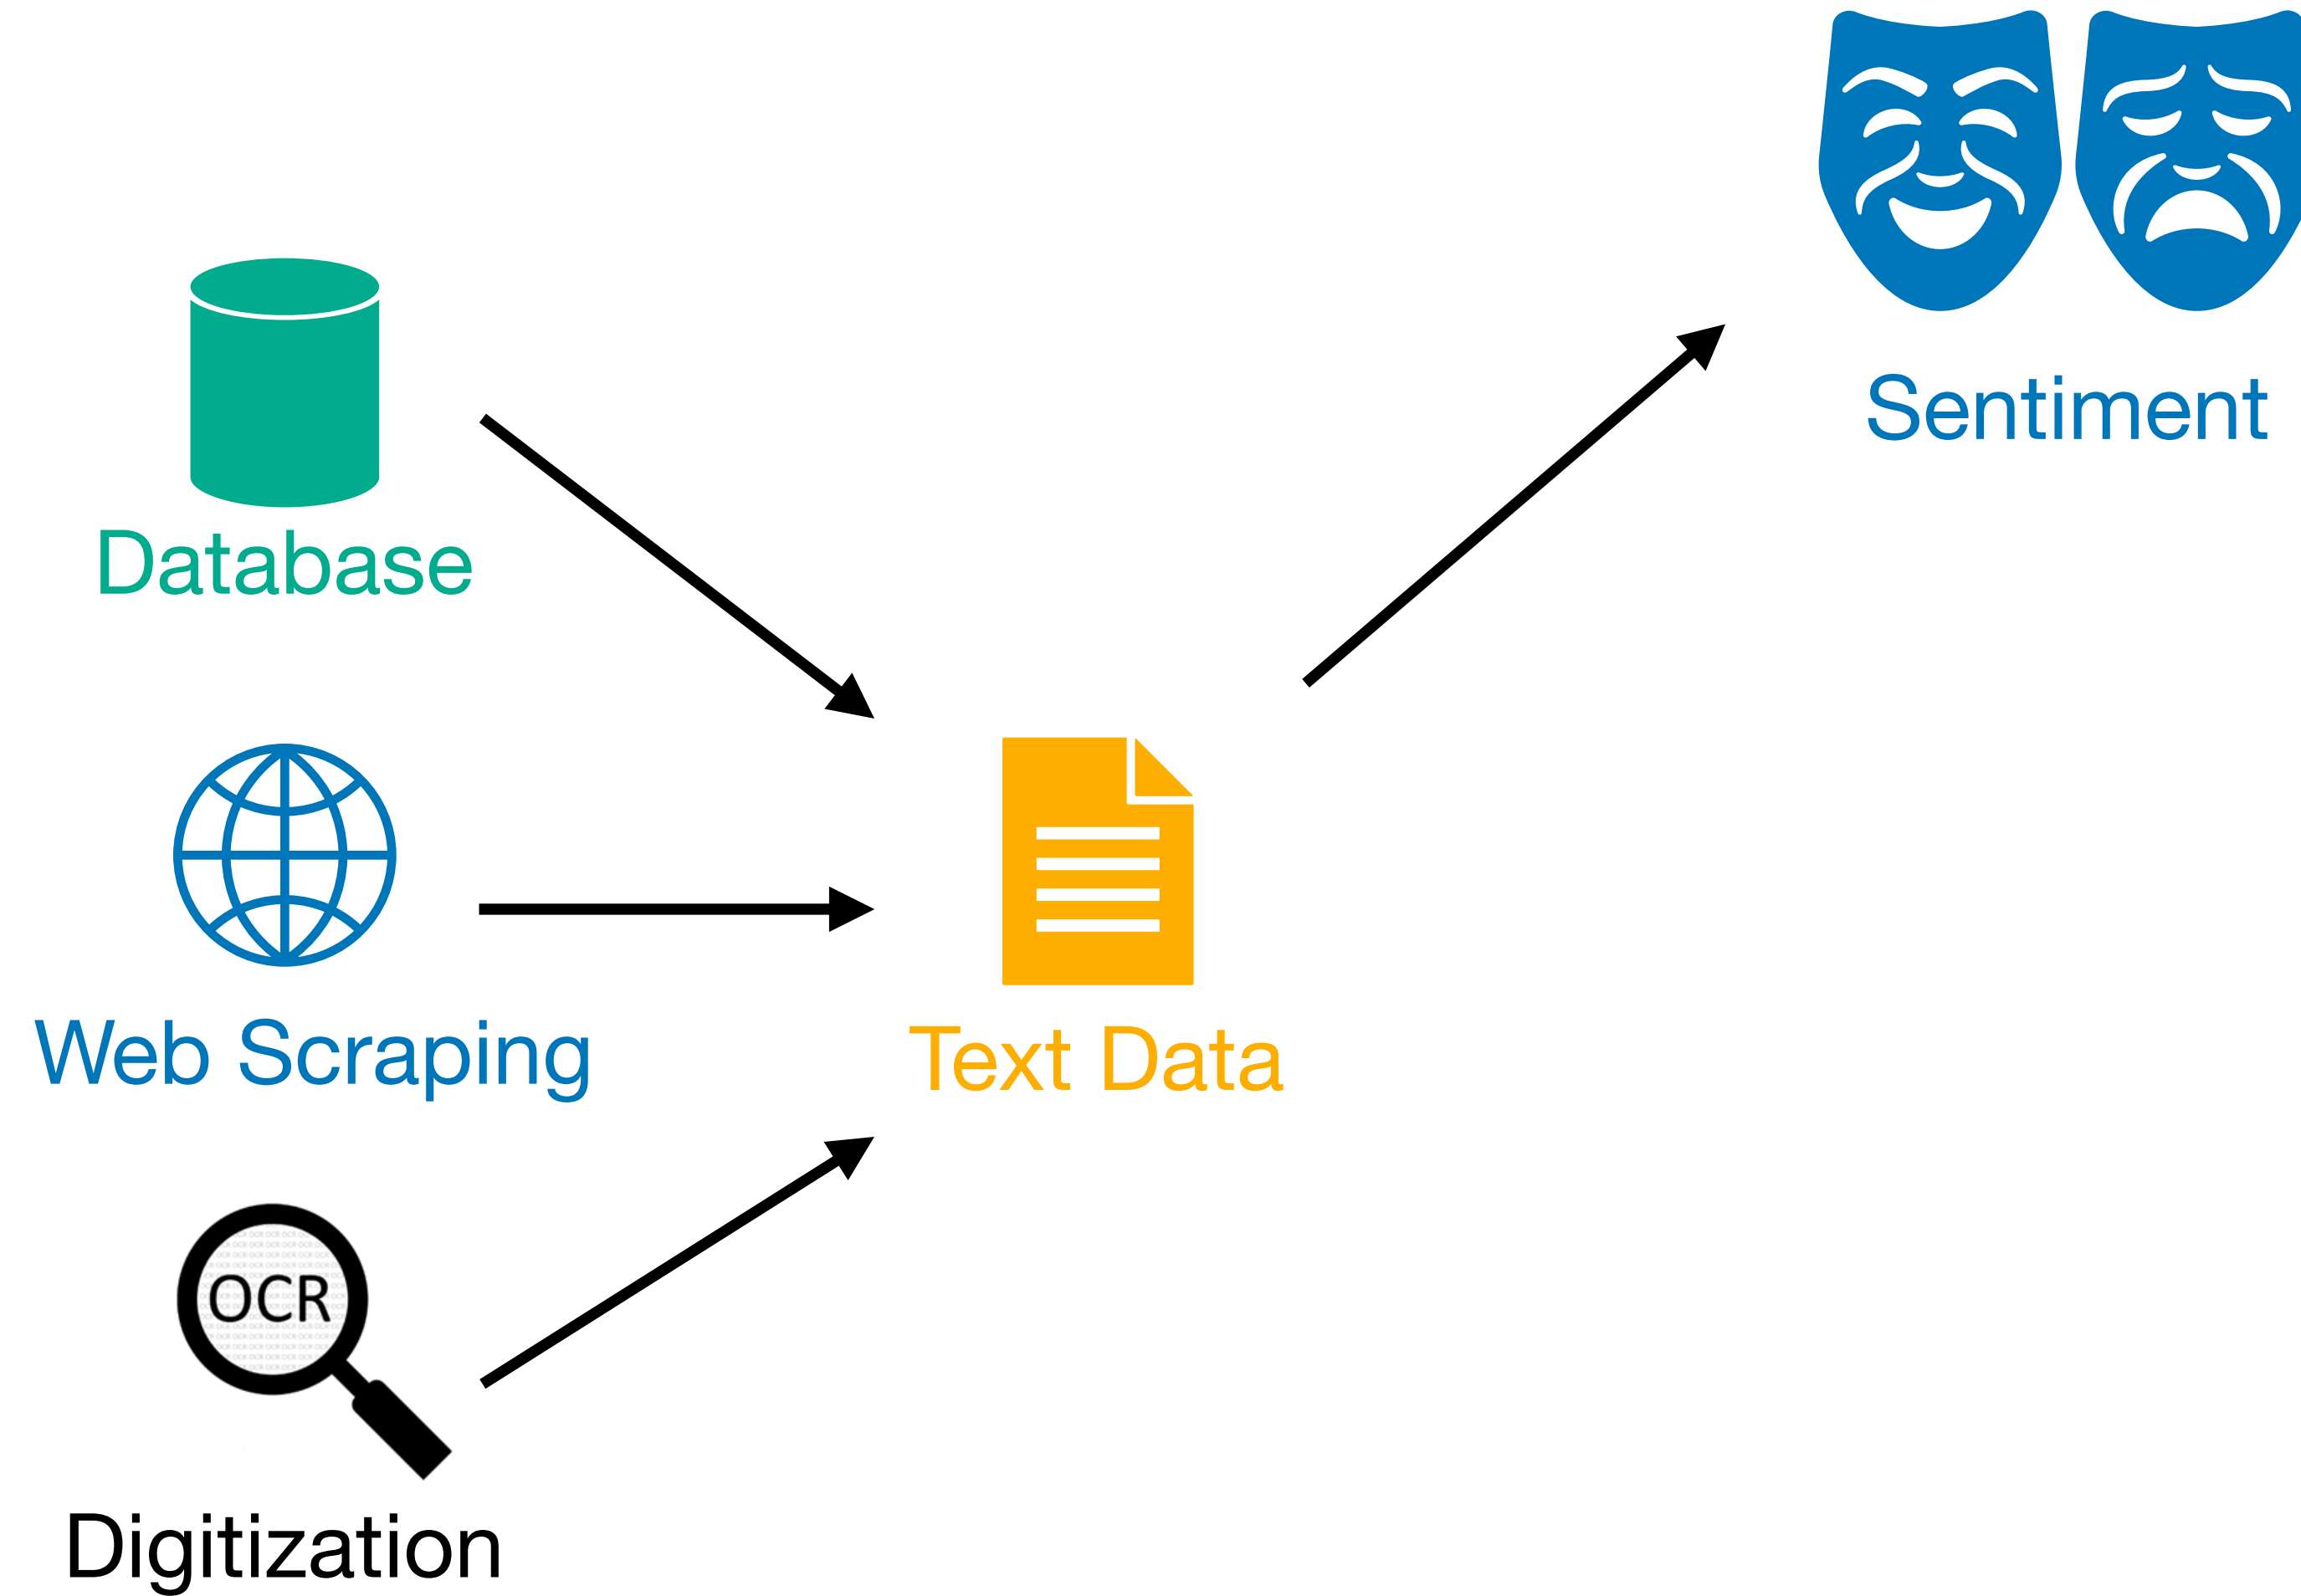 Sentiment
Database
Web Scraping
Text Data
OCR
Digitization